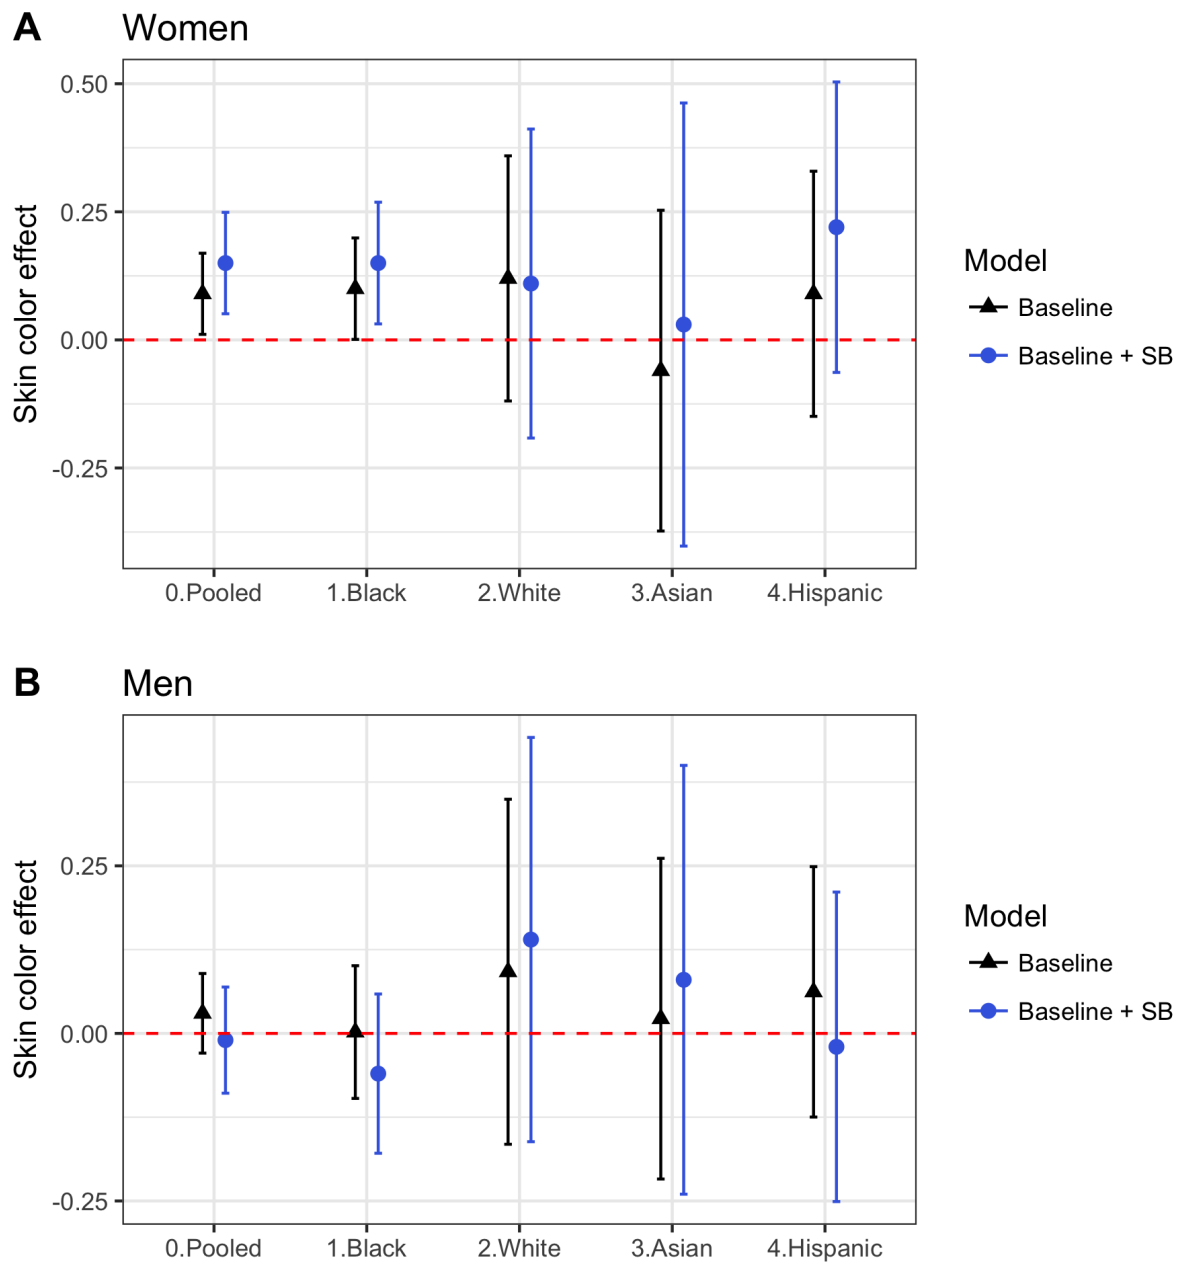 A Women
0.50
0.25
0.00
-0.25
Skin color effect
0.Pooled 1.Black 2.White 3.Asian 4.Hispanic
Model
Baseline
Baseline + SB
B Men
0.25
0.00
-0.25
Skin color effect
0.Pooled 1.Black 2.White 3.Asian 4.Hispanic
Model
Baseline
Baseline + SB